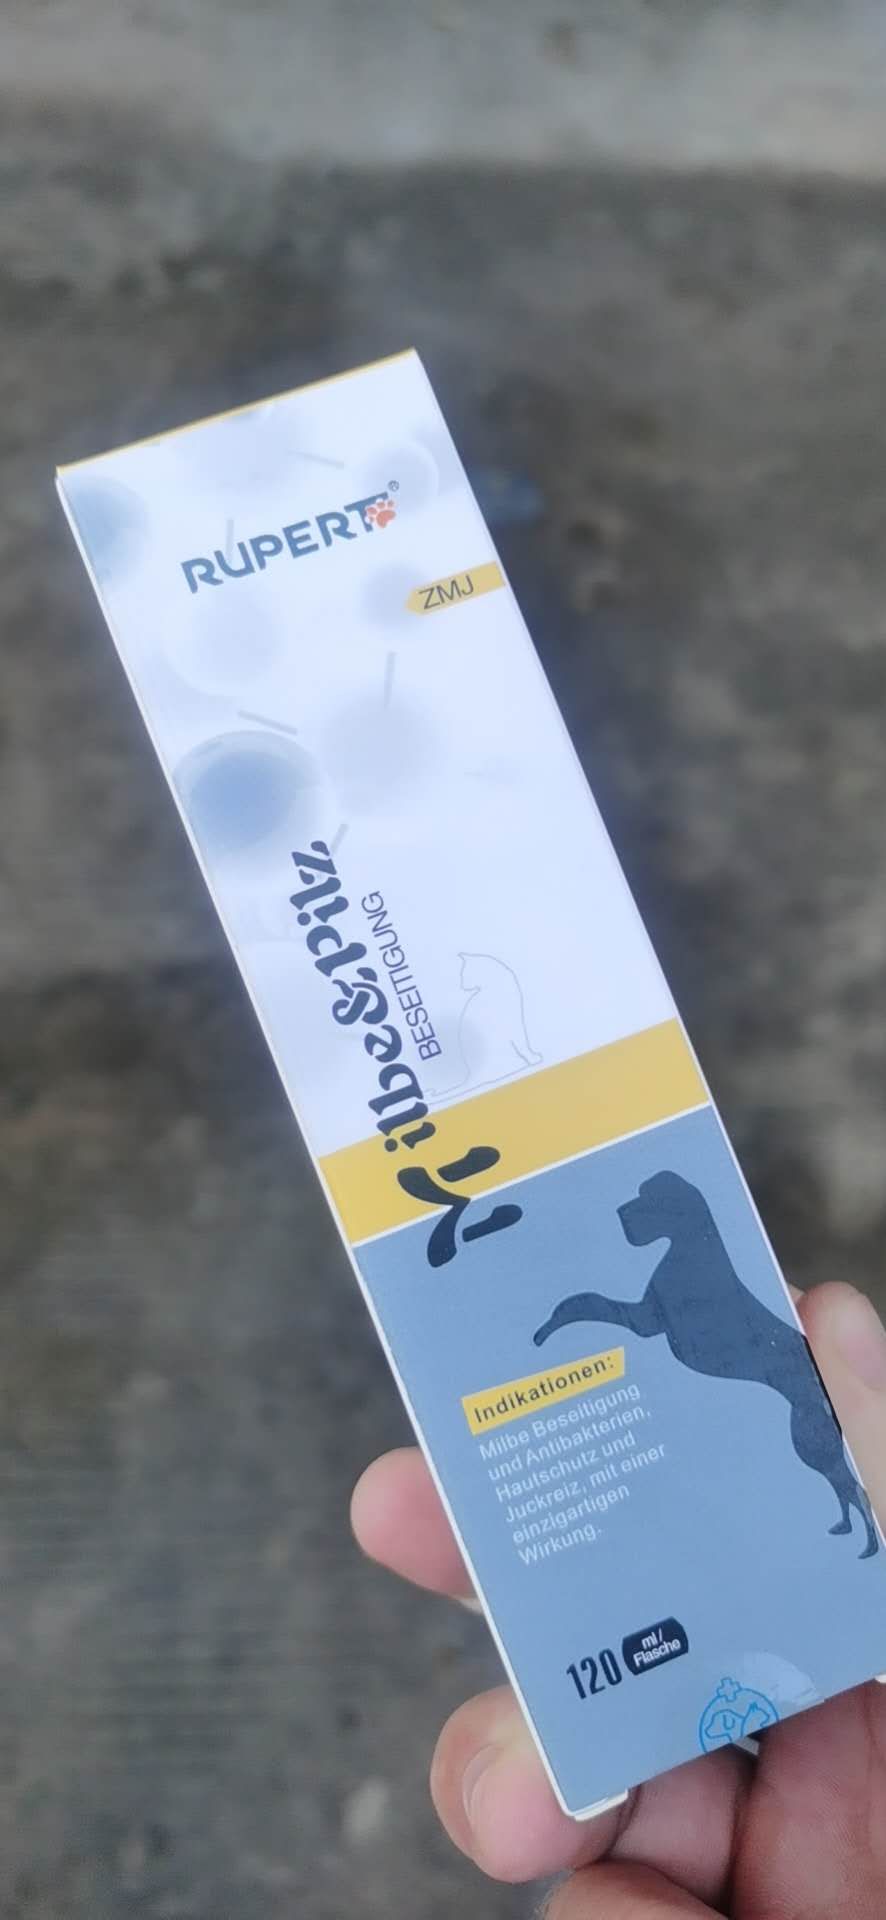 RUPERT®
ZMJ
Milbe&pilz
BESEITIGUNG
Indikationen:
Milbe Beseitigung
und Antibakterien,
Hautschutz und
Juckreiz, mit einer
einzigartigen
Wirkung.
120 ml/
Flasche